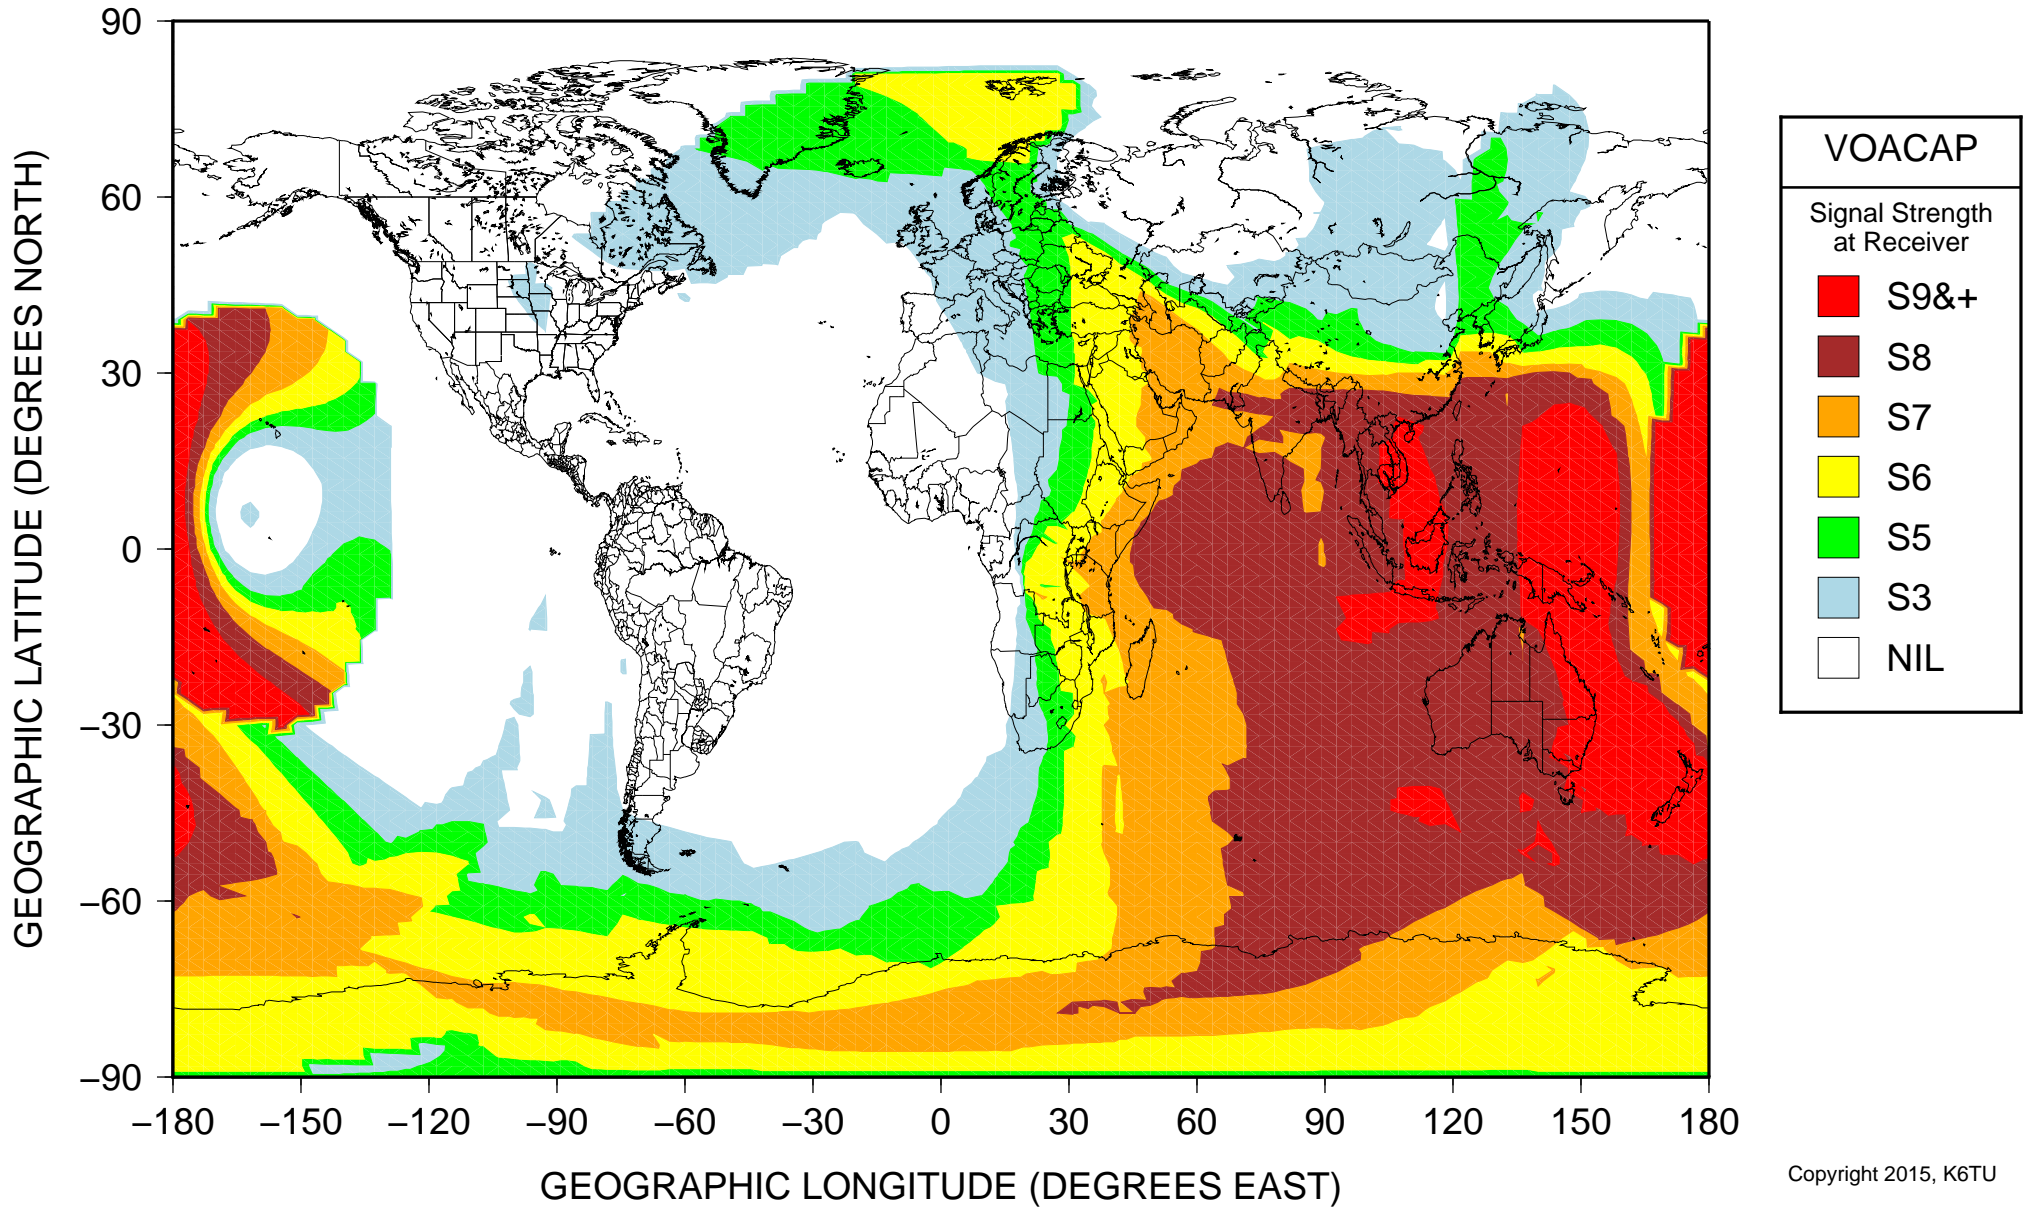 90
60
30
0
−30
−60
−90
GEOGRAPHIC LATITUDE (DEGREES NORTH)
−180 −150 −120 −90 −60 −30 0 30 60 90 120 150 180
GEOGRAPHIC LONGITUDE (DEGREES EAST)
VOACAP
Signal Strength
at Receiver
S9&+
S8
S7
S6
S5
S3
NIL
Copyright 2015, K6TU